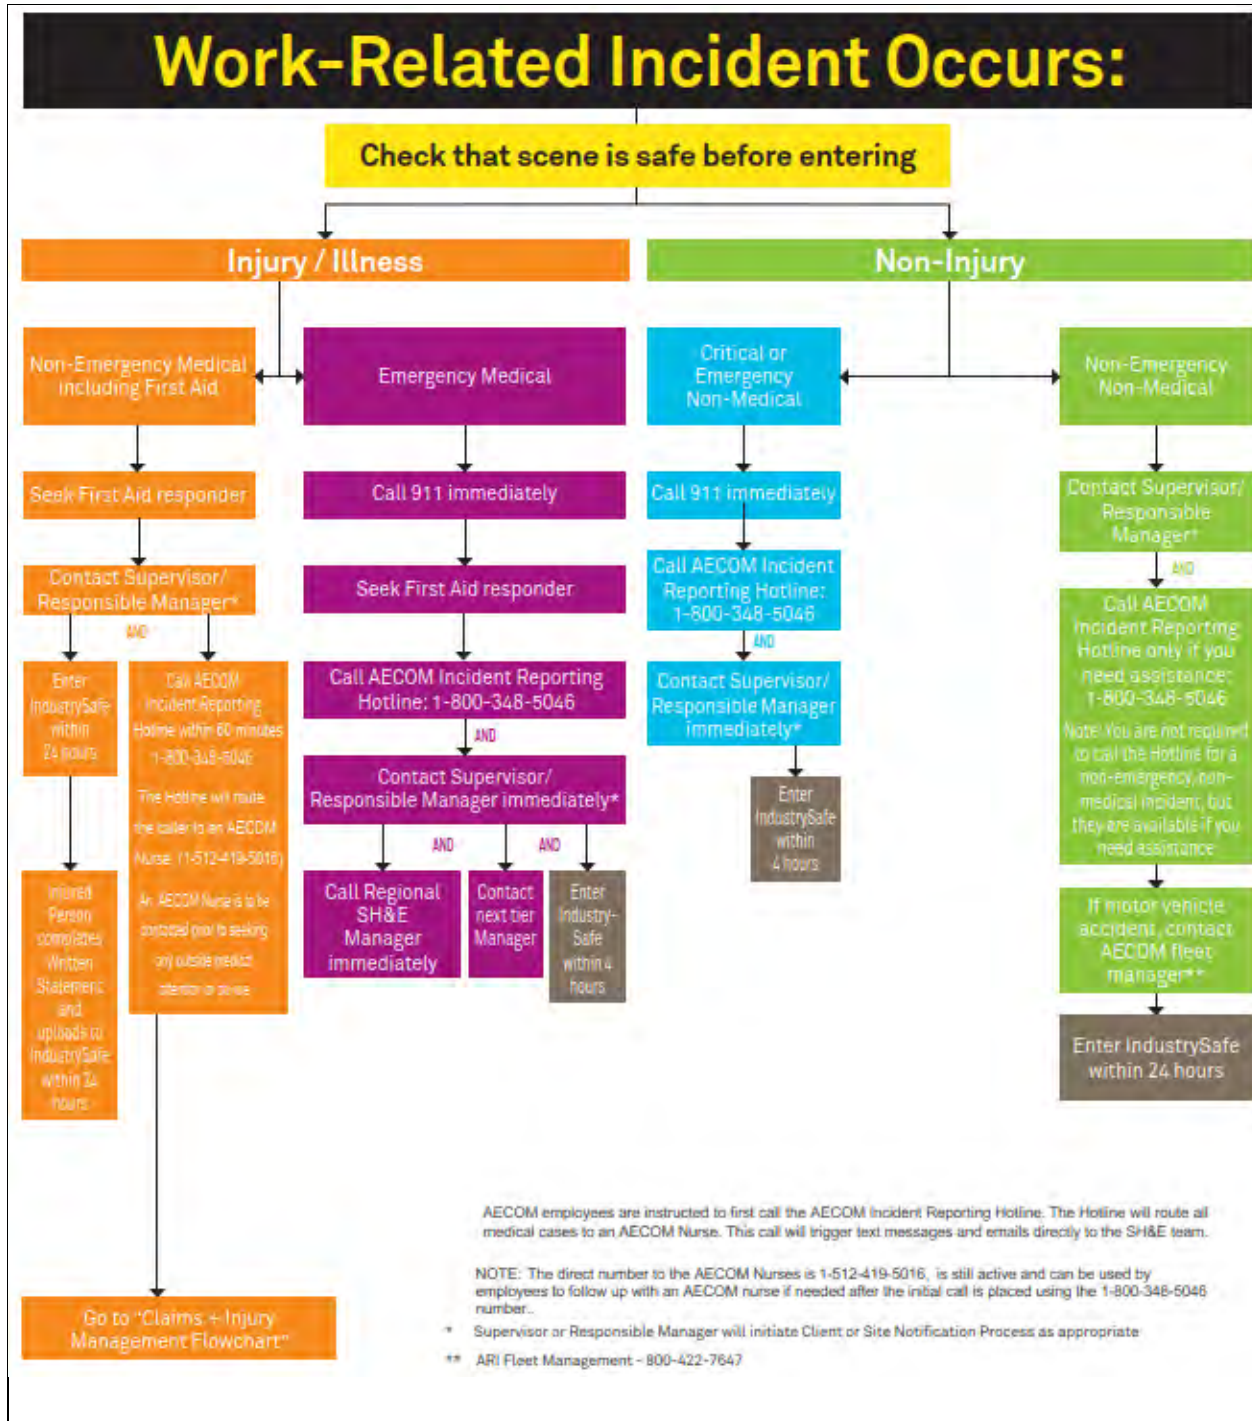 Work-Related Incident Occurs:
Check that scene is safe before entering
Injury / Illness
Non-Injury
Non-Emergency Medical
including First Aid
Emergency Medical
Critical or
Emergency
Non-Medical
Non-Emergency
Non-Medical
Seek First Aid responder
Call 911 immediately
Call 911 immediately
Contact Supervisor/
Responsible
Manager*
Contact Supervisor/
Responsible Manager*
Seek First Aid responder
Call AECOM Incident
Reporting Hotline:
1-800-348-5046
AND
Call AECOM
Incident Reporting
Hotline only if you
need assistance:
1-800-348-5046
Note: You are not required
to call the Hotline for a
non-emergency, non-
medical incident, but
they are available if you
need assistance
AND
AND
Enter
IndustrySafe
within
24 hours
Call AECOM
Incident Reporting
Hotline within 60 minutes
1-800-348-5046
The Hotline will route
the caller to an AECOM
Nurse. (1-512-419-5016)
An AECOM Nurse is to be
contacted prior to seeking
any outside medical
attention or service
Call AECOM Incident Reporting
Hotline: 1-800-348-5046
Contact Supervisor/
Responsible Manager
immediately*
AND
Contact Supervisor/
Responsible Manager immediately*
Enter
IndustrySafe
within
4 hours
AND
AND
Injured
Person
completes
Written
Statement
and
uploads to
IndustrySafe
within 24
hours
Call Regional
SH&E
Manager
immediately
Contact
next tier
Manager
Enter
Industry-
Safe
within 4
hours
If motor vehicle
accident, contact
AECOM fleet
manager**
Enter IndustrySafe
within 24 hours
AECOM employees are instructed to first call the AECOM Incident Reporting Hotline. The Hotline will route all
medical cases to an AECOM Nurse. This call will trigger text messages and emails directly to the SH&E team.
NOTE: The direct number to the AECOM Nurses is 1-512-419-5016, is still active and can be used by
employees to follow up with an AECOM nurse if needed after the initial call is placed using the 1-800-348-5046
number..
* Supervisor or Responsible Manager will initiate Client or Site Notification Process as appropriate
** ARI Fleet Management - 800-422-7647
Go to "Claims + Injury
Management Flowchart"